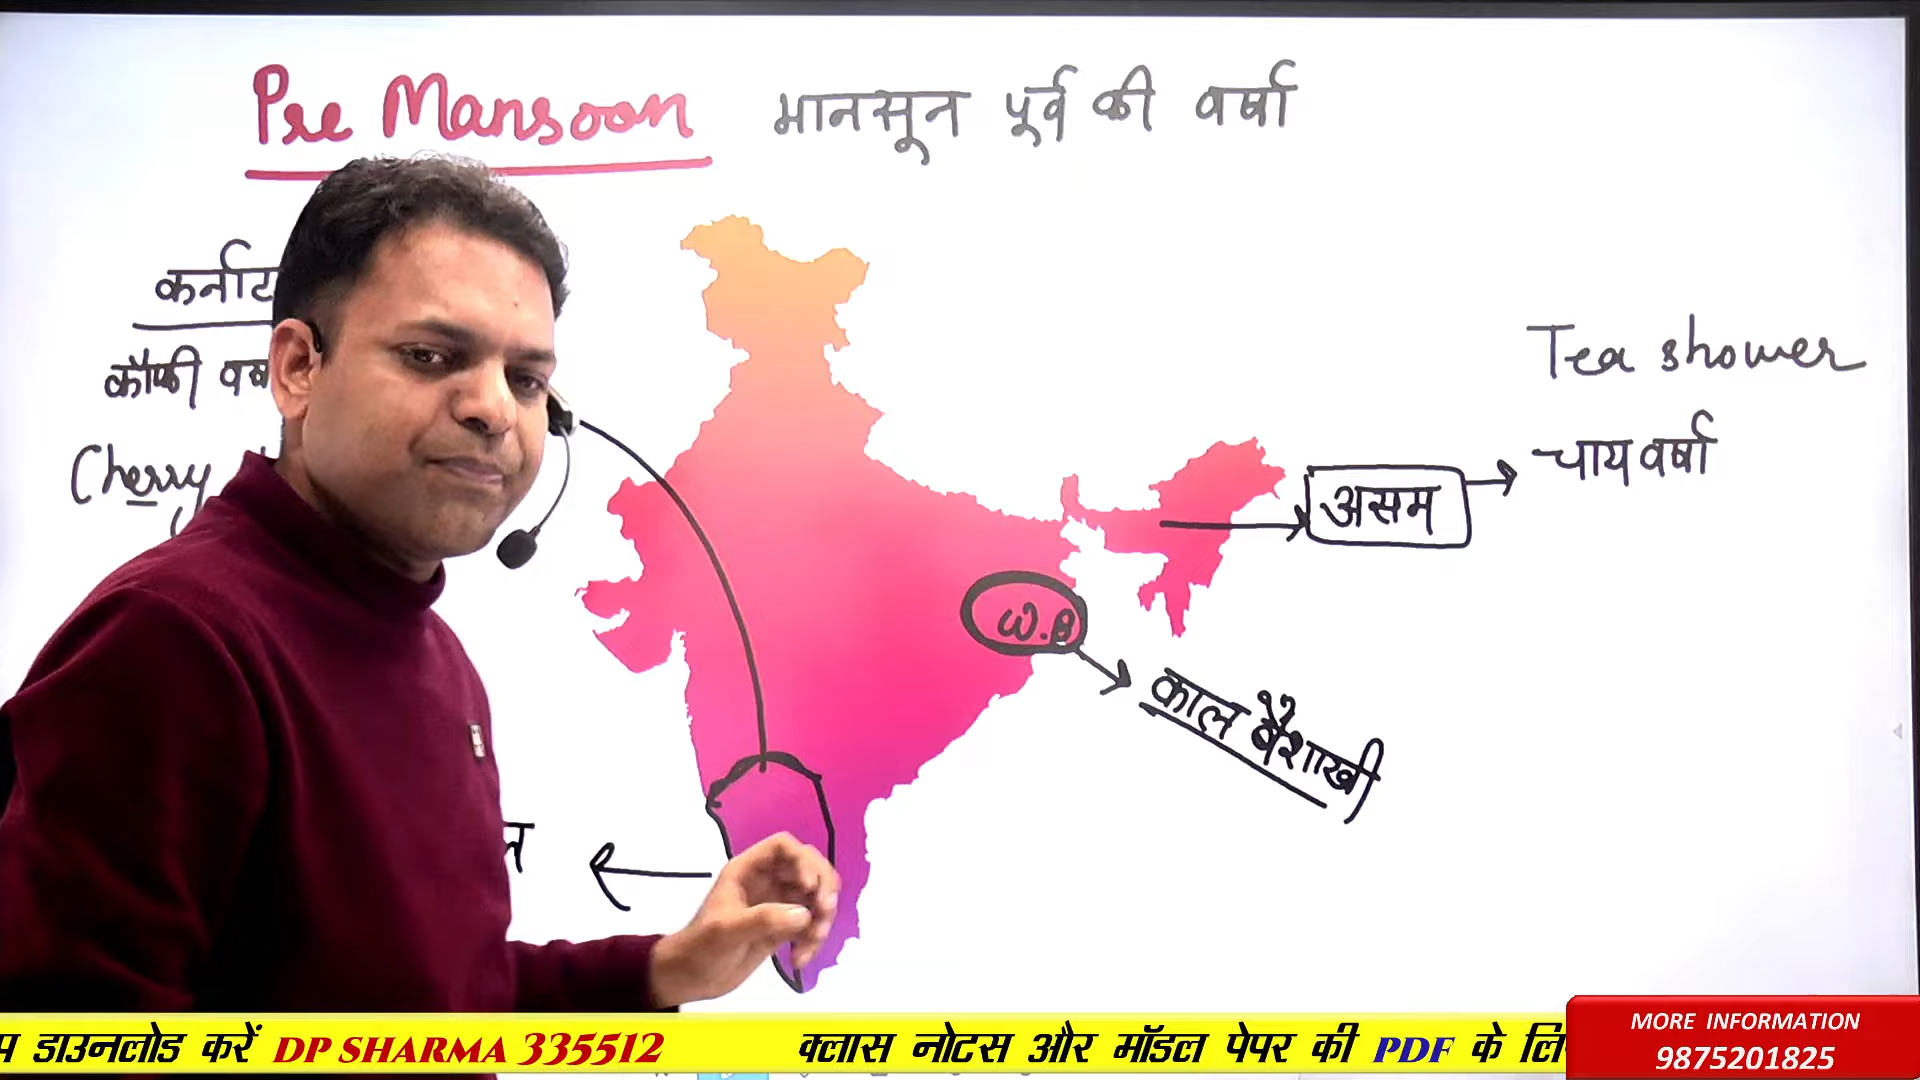 Pre Mansoon मानसून पूर्व की वर्षा
कर्नाट
कौफी
Cherry
Tea shower
चाय वर्षा
असम
W.B
काल बैशाखी
न
डाउनलोड करें DP SHARMA 335512 क्लास नोटस और मॉडल पेपर की PDF के लि
MORE INFORMATION
9875201825